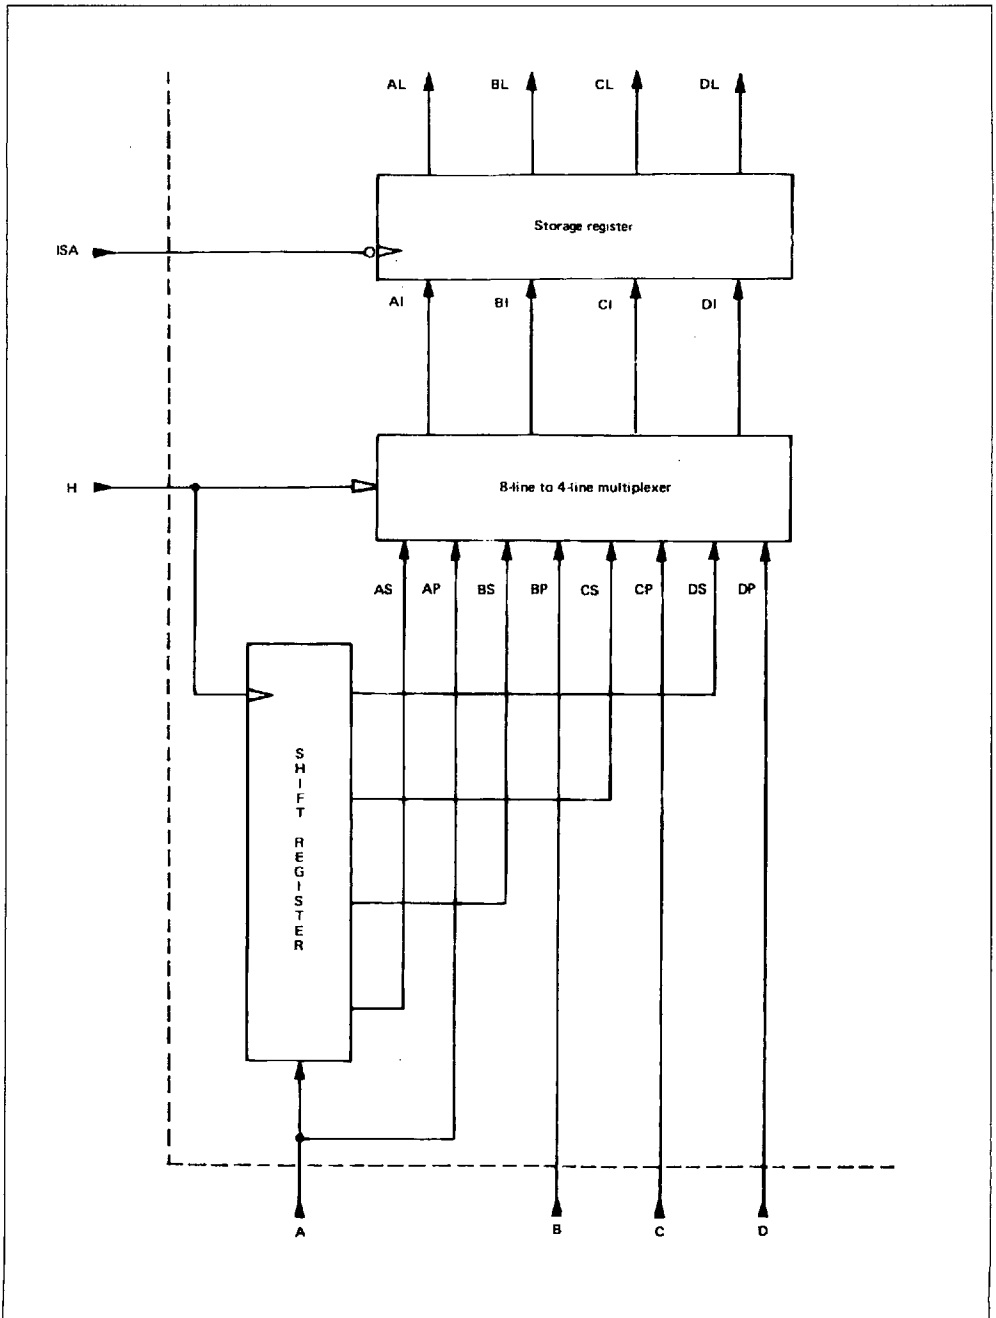 AL BL CL DL
Storage register
ISA
AI BI CI DI
H
8-line to 4-line multiplexer
AS AP BS BP CS CP DS DP
SHIFT REGISTER
A B C D